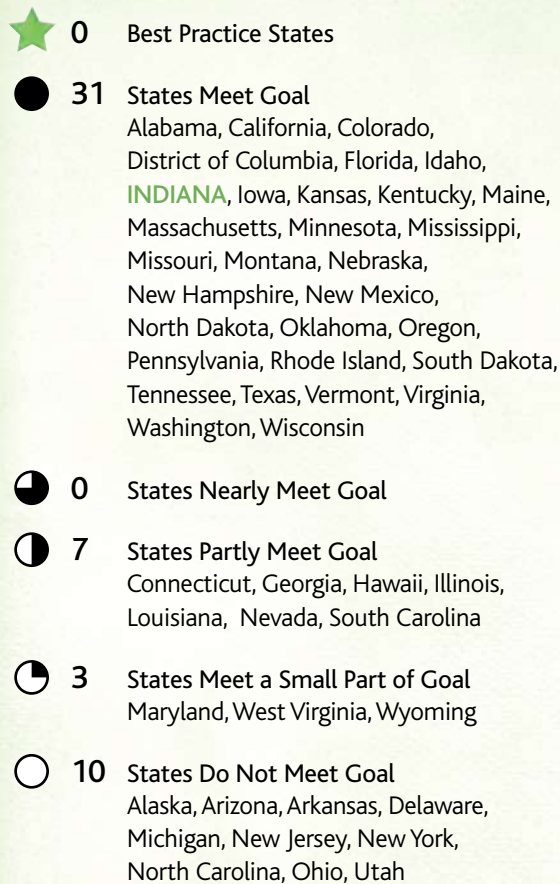 0 Best Practice States
31 States Meet Goal
Alabama, California, Colorado,
District of Columbia, Florida, Idaho,
INDIANA, Iowa, Kansas, Kentucky, Maine,
Massachusetts, Minnesota, Mississippi,
Missouri, Montana, Nebraska,
New Hampshire, New Mexico,
North Dakota, Oklahoma, Oregon,
Pennsylvania, Rhode Island, South Dakota,
Tennessee, Texas, Vermont, Virginia,
Washington, Wisconsin
0 States Nearly Meet Goal
7 States Partly Meet Goal
Connecticut, Georgia, Hawaii, Illinois,
Louisiana, Nevada, South Carolina
3 States Meet a Small Part of Goal
Maryland, West Virginia, Wyoming
10 States Do Not Meet Goal
Alaska, Arizona, Arkansas, Delaware,
Michigan, New Jersey, New York,
North Carolina, Ohio, Utah